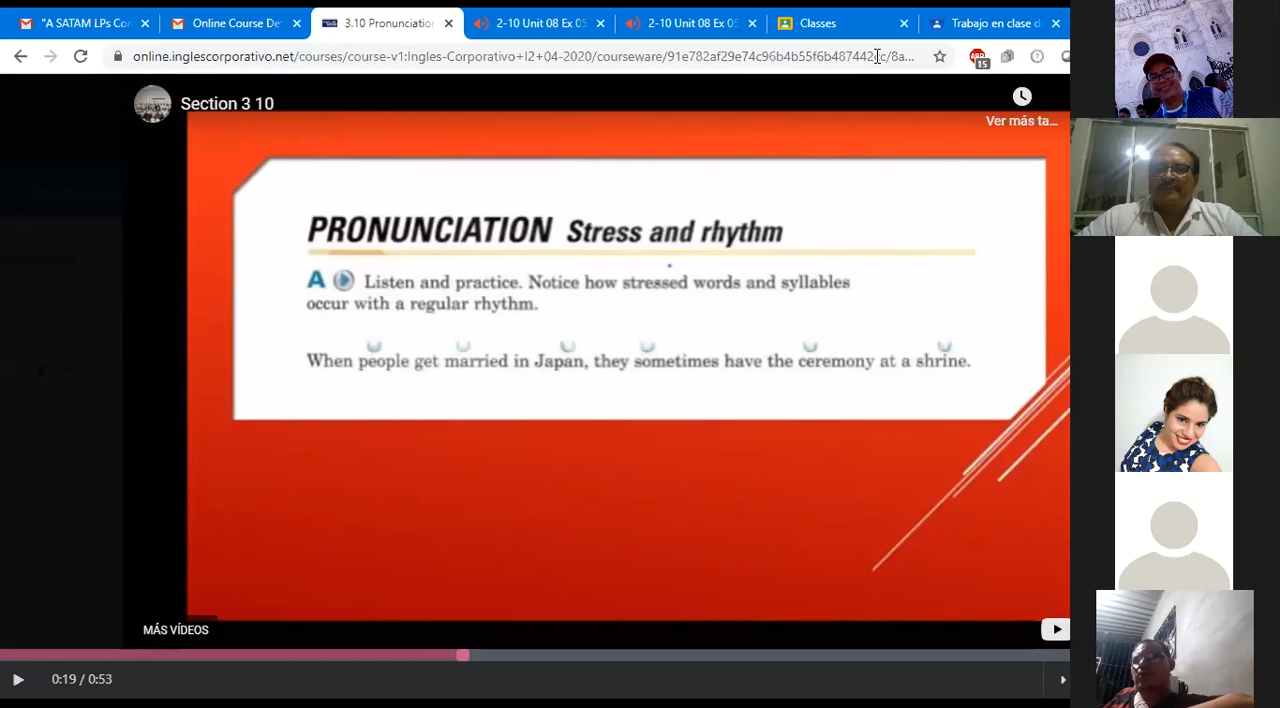 "A SATAM LPs Co
Online Course De
3.10 Pronunciation
2-10 Unit 08 Ex 05
2-10 Unit 08 Ex 05
Classes
Trabajo en clase d
online.inglescorporativo.net/courses/course-v1:Ingles-Corporativo+I2+04-2020/courseware/
15
Section 3 10
Ver más ta...
PRONUNCIATION Stress and rhythm
A Listen and practice. Notice how stressed words and syllables
occur with a regular rhythm.
When people get married in Japan, they sometimes have the ceremony at a shrine.
MÁS VÍDEOS
0:19 / 0:53